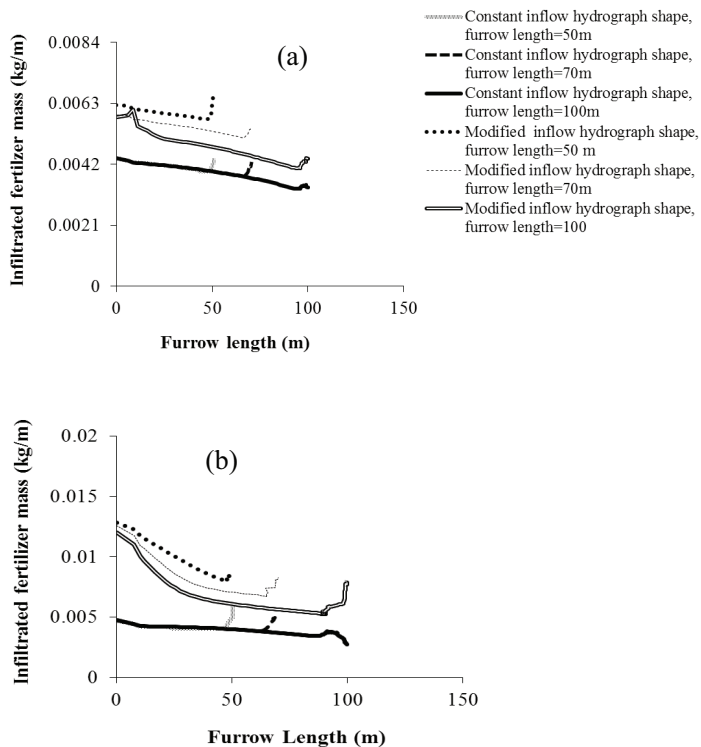 (a)
Infiltrated fertilzer mass (kg/m)
0.0084
0.0063
0.0042
0.0021
0
0
50
100
150
Furrow length (m)
Constant inflow hydrograph shape,
furrow length=50m
Constant inflow hydrograph shape,
furrow length=70m
Constant inflow hydrograph shape,
furrow length=100m
Modified inflow hydrograph shape,
furrow length=50 m
Modified inflow hydrograph shape,
furrow length=70m
Modified inflow hydrograph shape,
furrow length=100
(b)
Infiltrated fertilizer mass (kg/m)
0.02
0.015
0.01
0.005
0
0
50
100
150
Furrow Length (m)